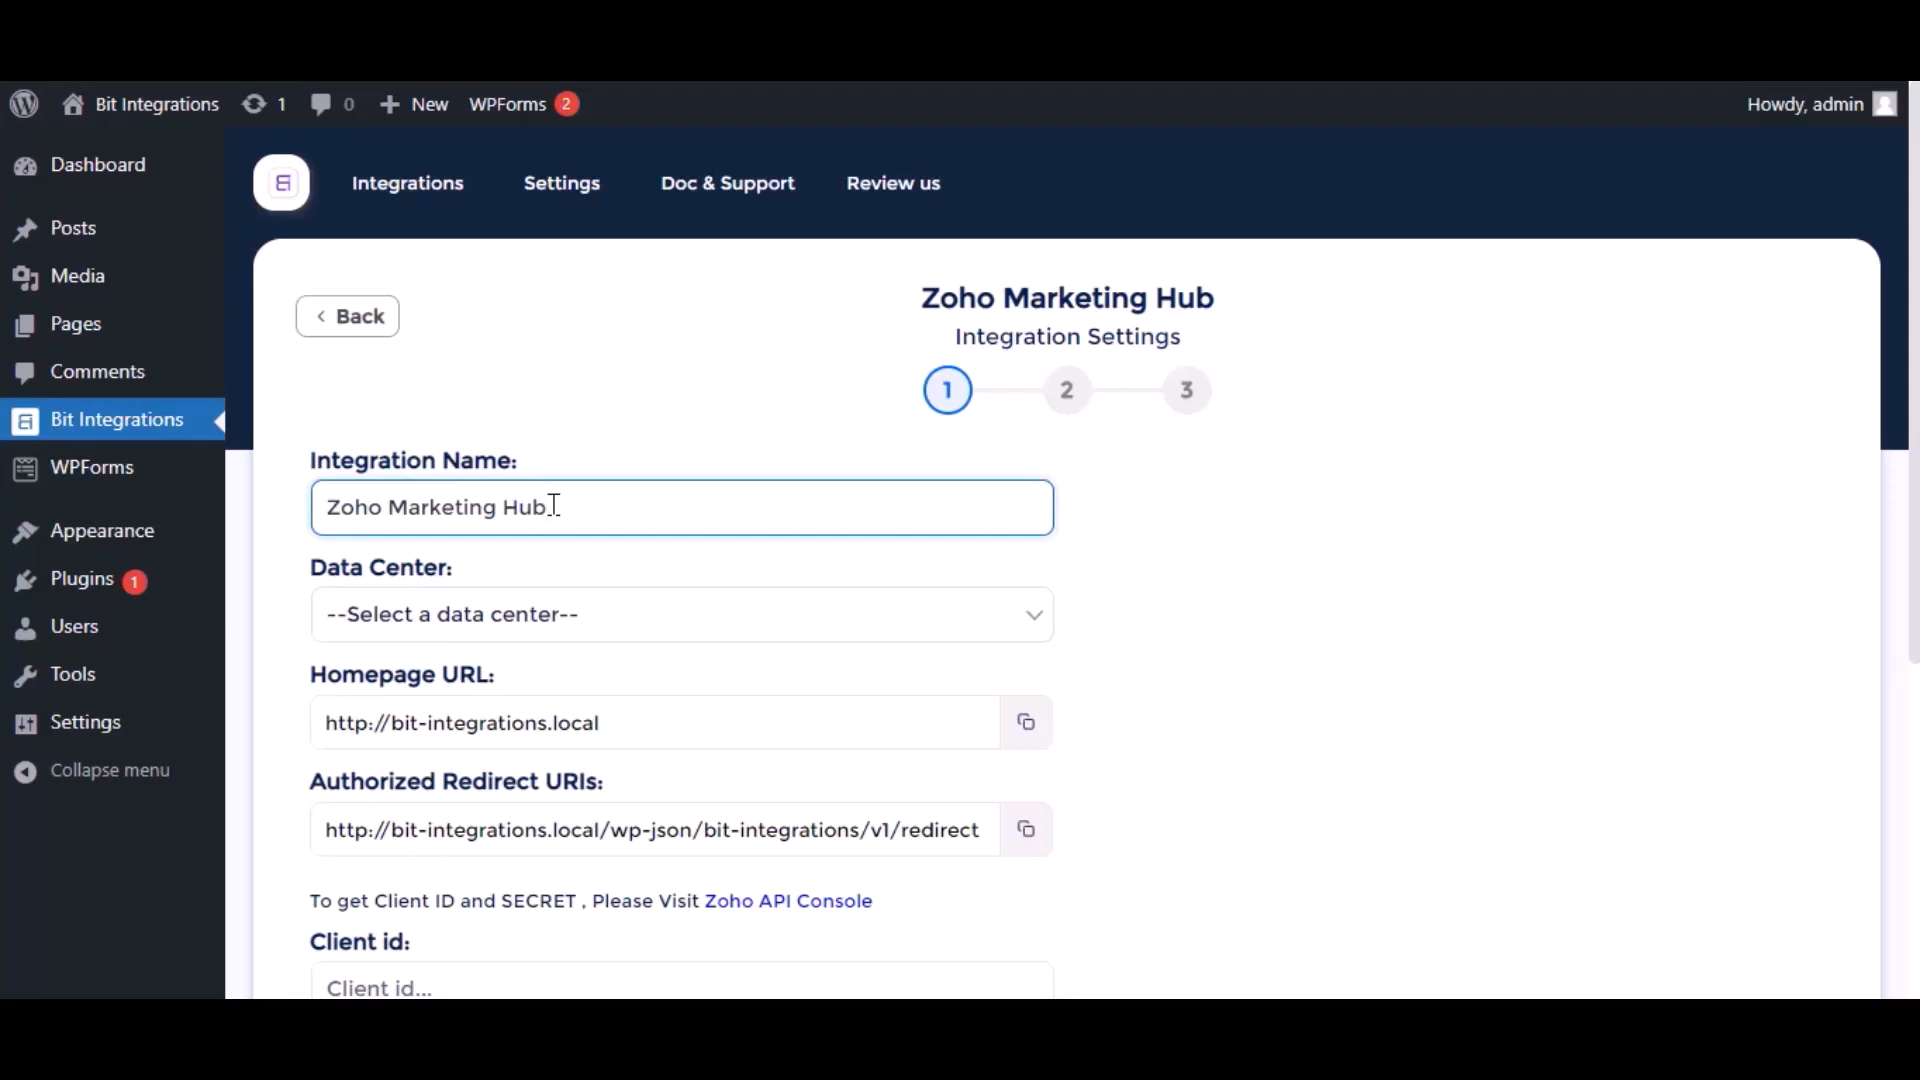 Bit Integrations 1 0 New WPForms 2 Howdy, admin
Dashboard
Posts
Media
Pages
Comments
Bit Integrations
WPForms
Appearance
Plugins 1
Users
Tools
Settings
Collapse menu
Integrations Settings Doc & Support Review us
Back
Zoho Marketing Hub
Integration Settings
1 2 3
Integration Name:
Zoho Marketing Hub
Data Center:
--Select a data center--
Homepage URL:
http://bit-integrations.local
Authorized Redirect URIs:
http://bit-integrations.local/wp-json/bit-integrations/v1/redirect
To get Client ID and SECRET , Please Visit Zoho API Console
Client id:
Client id...